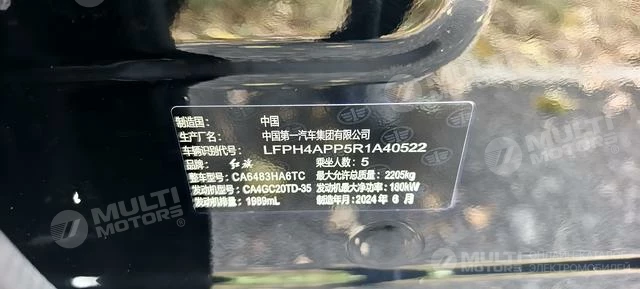 制造国： 中国
生产厂名： 中国第一汽车集团有限公司
车辆识别代号： LFPH4APP5R1A40522
品牌： 红旗 乘坐人数：5
整车型号：CA6483HA6TC 最大允许总质量：2205kg
发动机型号：CA4GC20TD-35 发动机最大净功率：180kW
发动机排量：1989mL 制造年月：2024年 6 月
MULTI MOTORS
MULTI MOTORS
MULTI MOTORS